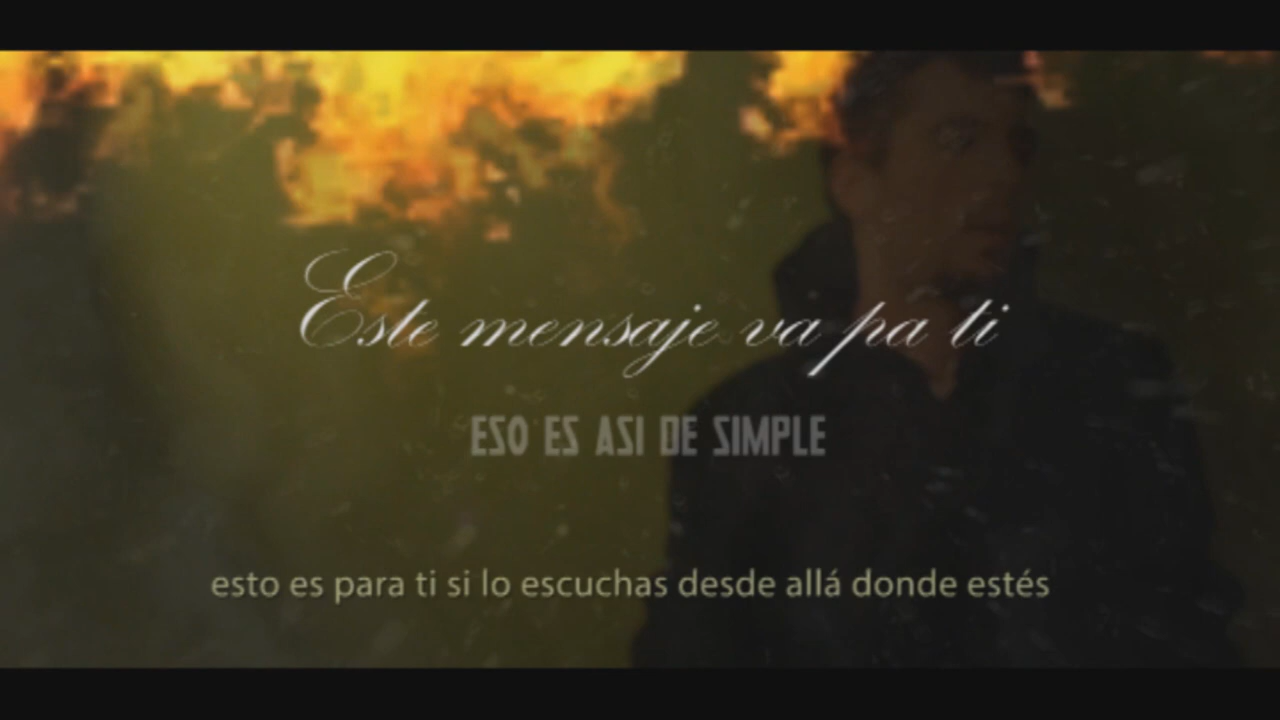 Este mensaje va pa ti
ESO ES ASI DE SIMPLE
esto es para ti si lo escuchas desde allá donde estés